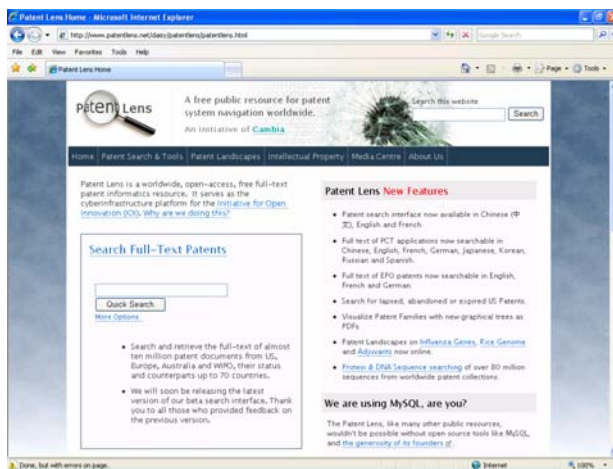 Patent Lens Home - Microsoft Internet Explorer
http://www.patentlens.net/daisy/patentlens/patentlens.html
Google Search
File Edit View Favorites Tools Help
Patent Lens Home
Page Tools
Patent Lens
A free public resource for patent
system navigation worldwide.
An initiative of Cambia
Search this website
Search
Home Patent Search & Tools Patent Landscapes Intellectual Property Media Centre About Us
Patent Lens is a worldwide, open-access, free full-text
patent informatics resource. It serves as the
cyberinfrastructure platform for the Initiative for Open
Innovation (IOI). Why are we doing this?
Search Full-Text Patents
Quick Search
More Options
• Search and retrieve the full-text of almost
ten million patent documents from US,
Europe, Australia and WIPO, their status
and counterparts up to 70 countries.
• We will soon be releasing the latest
version of our beta search interface. Thank
you to all those who provided feedback on
the previous version.
Patent Lens New Features
• Patent search interface now available in Chinese (中
文), English and French.
• Full text of PCT applications now searchable in
Chinese, English, French, German, Japanese, Korean,
Russian and Spanish.
• Full text of EPO patents now searchable in English,
French and German.
• Search for lapsed, abandoned or expired US Patents.
• Visualize Patent Families with new graphical trees as
PDFs.
• Patent Landscapes on Influenza Genes, Rice Genome
and Adjuvants now online.
• Protein & DNA Sequence searching of over 80 million
sequences from worldwide patent collections.
We are using MySQL, are you?
The Patent Lens, like many other public resources,
wouldn't be possible without open source tools like MySQL,
and the generosity of its founders.
Done, but with errors on page.
Internet
100%